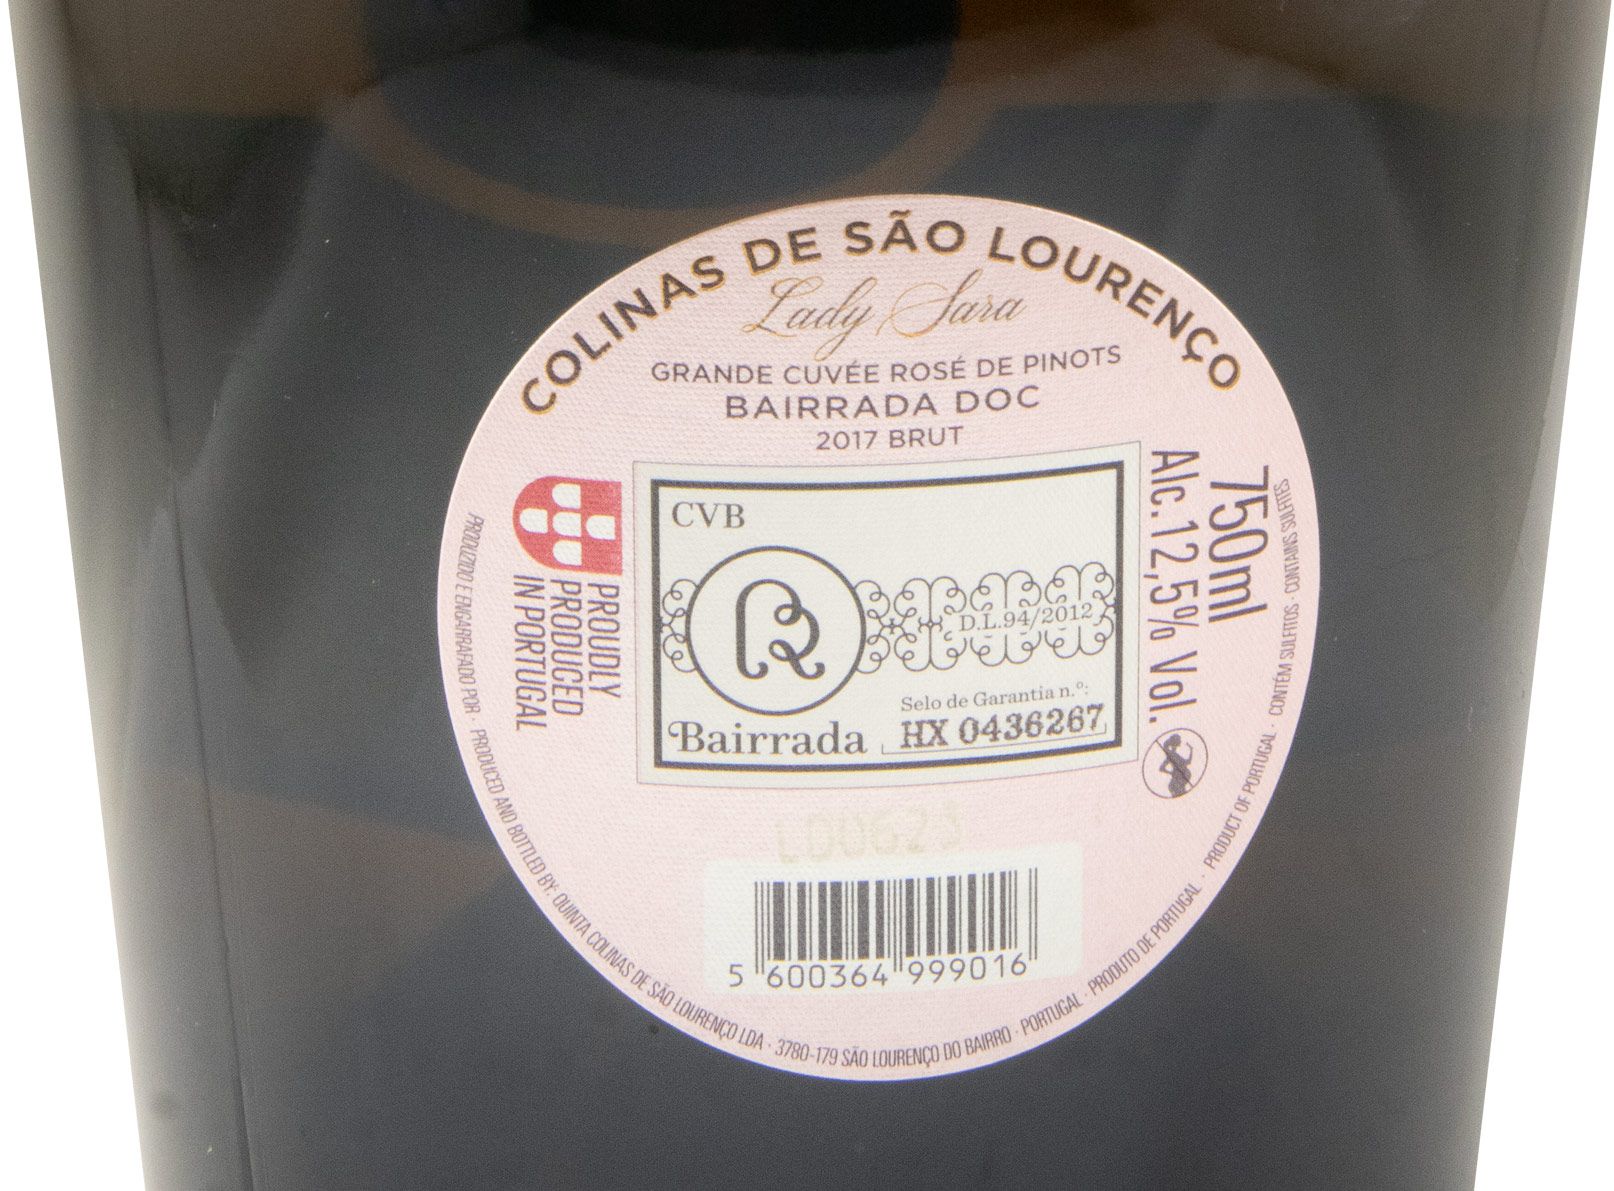 COLINAS DE SÃO LOURENÇO
Lady Sara
GRANDE CUVÉE ROSÉ DE PINOTS
BAIRRADA DOC
2017 BRUT
PROUDLY
PRODUCED
IN PORTUGAL
CVB
D.L.94/2012
Selo de Garantia n.º:
Bairrada HX 0436267
750ml
Alc.12,5% Vol.
5 600364 999016
PRODUZIDO E ENGARRAFADO POR · PRODUCED AND BOTTLED BY: QUINTA COLINAS DE SÃO LOURENÇO LDA · 3780-179 SÃO LOURENÇO DO BAIRRO · PORTUGAL · PRODUTO DE PORTUGAL · PRODUCT OF PORTUGAL · CONTÉM SULFITOS · CONTAINS SULFITES